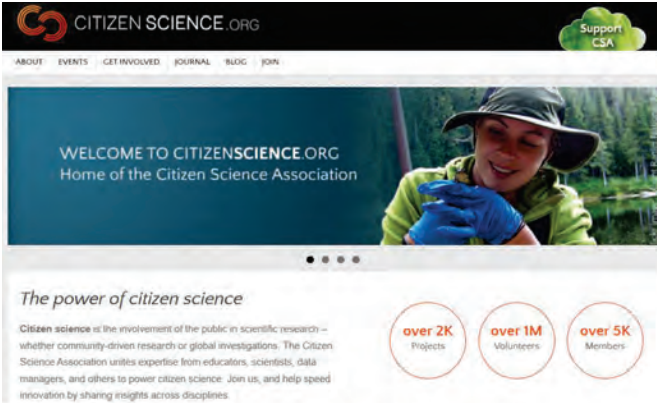 CITIZEN SCIENCE.ORG
Support
CSA
ABOUT EVENTS GET INVOLVED JOURNAL BLOG JOIN
WELCOME TO CITIZENSCIENCE.ORG
Home of the Citizen Science Association
The power of citizen science
Citizen science is the involvement of the public in scientific research –
whether community-driven research or global investigations. The Citizen
Science Association unites expertise from educators, scientists, data
managers, and others to power citizen science. Join us, and help speed
innovation by sharing insights across disciplines.
over 2K
Projects
over 1M
Volunteers
over 5K
Members